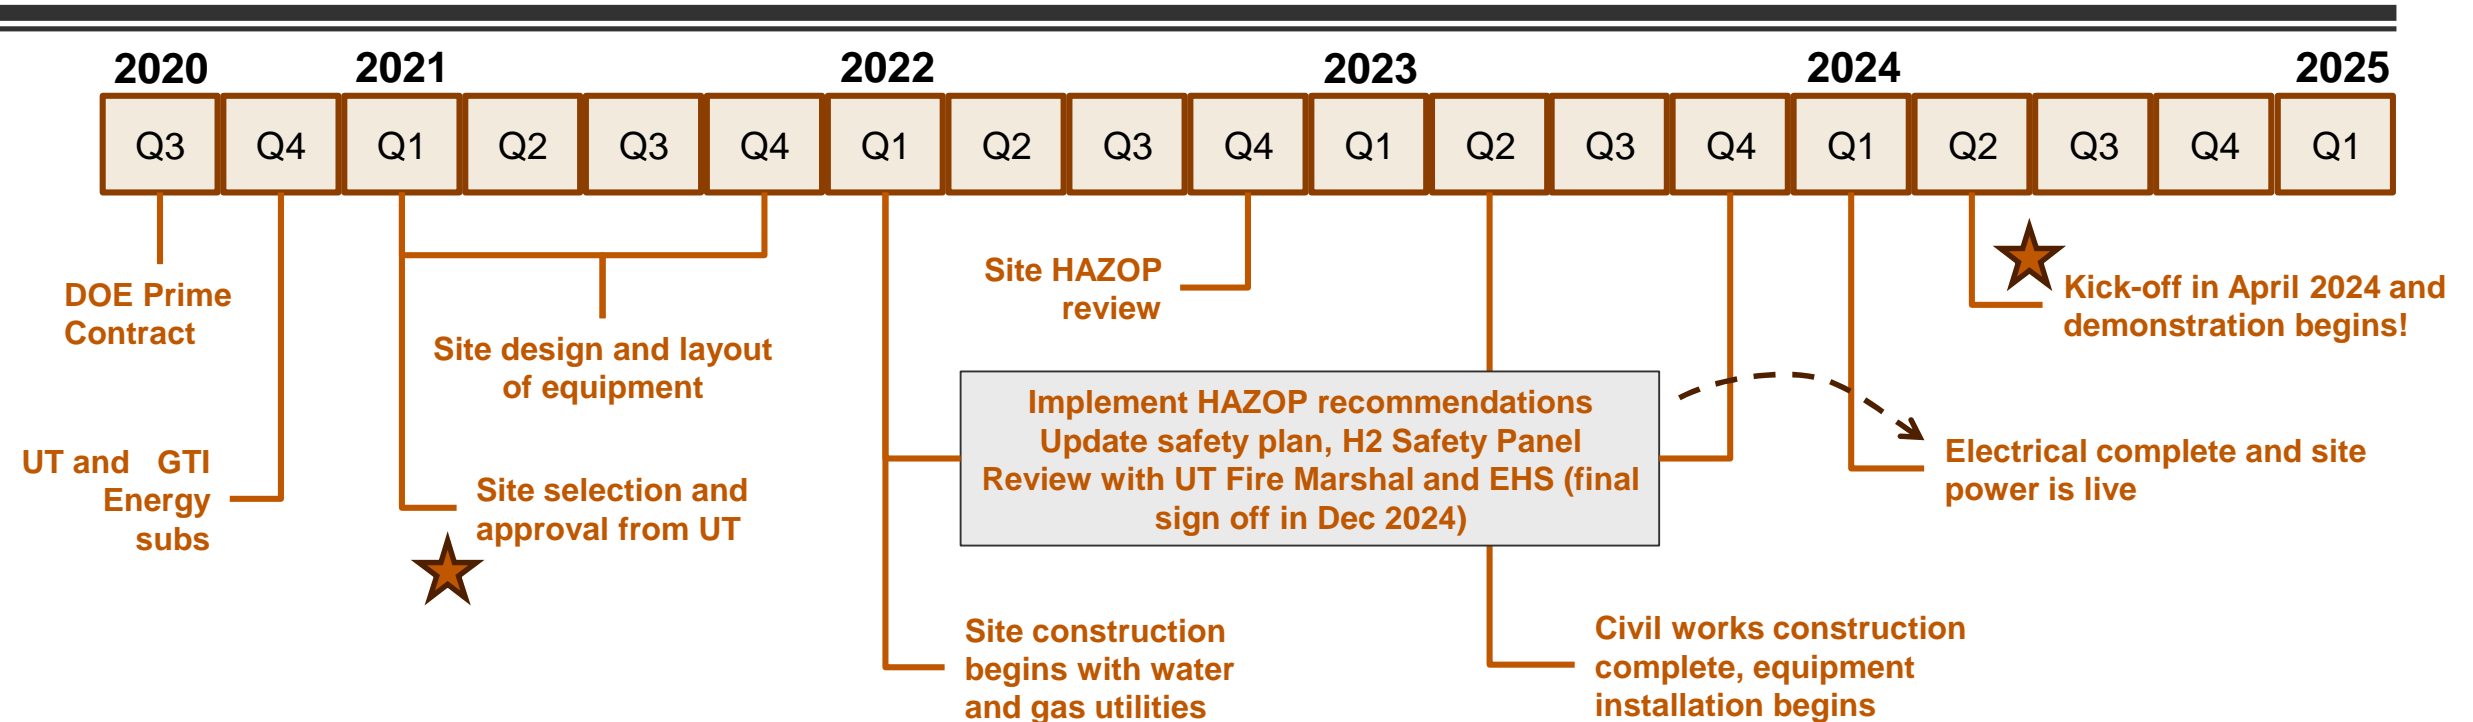 2020 2021 2022 2023 2024 2025
Q3 Q4 Q1 Q2 Q3 Q4 Q1 Q2 Q3 Q4 Q1 Q2 Q3 Q4 Q1 Q2 Q3 Q4 Q1
DOE Prime
Contract
UT and GTI
Energy
subs
Site design and layout
of equipment
Site selection and
approval from UT
Site HAZOP
review
Implement HAZOP recommendations
Update safety plan, H2 Safety Panel
Review with UT Fire Marshal and EHS (final
sign off in Dec 2024)
Site construction
begins with water
and gas utilities
Civil works construction
complete, equipment
installation begins
Kick-off in April 2024 and
demonstration begins!
Electrical complete and site
power is live